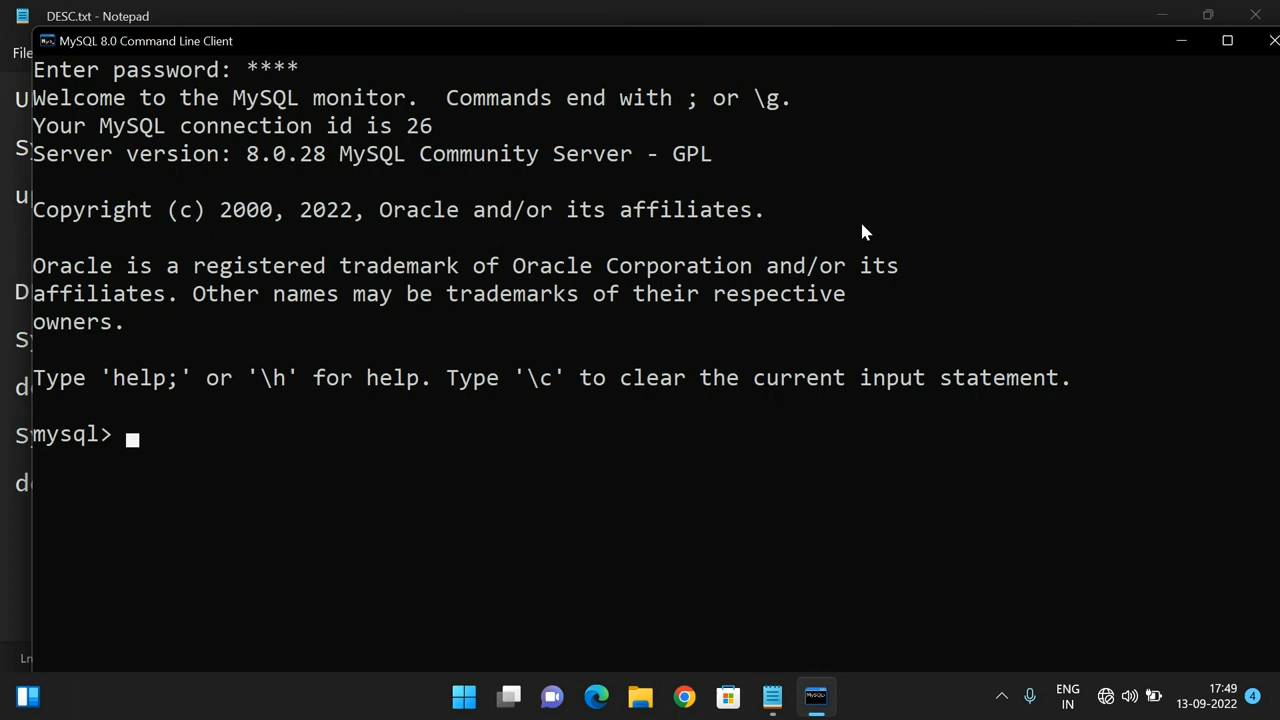 DESC.txt - Notepad
File
MySQL 8.0 Command Line Client
Enter password: ****
Welcome to the MySQL monitor.  Commands end with ; or \g.
Your MySQL connection id is 26
Server version: 8.0.28 MySQL Community Server - GPL
Copyright (c) 2000, 2022, Oracle and/or its affiliates.
Oracle is a registered trademark of Oracle Corporation and/or its
affiliates. Other names may be trademarks of their respective
owners.
Type 'help;' or '\h' for help. Type '\c' to clear the current input statement.
mysql>
Ln
ENG
IN
17:49
13-09-2022
4